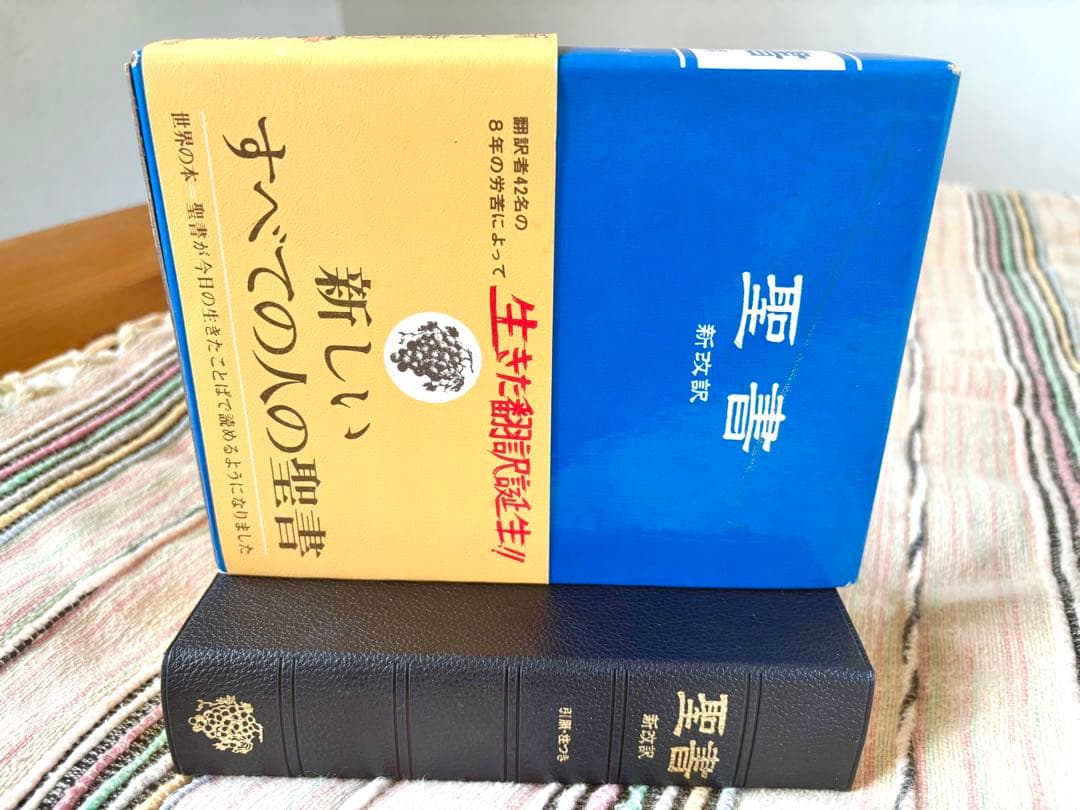 聖書
新改訳
翻訳者42名の
8年の労苦によって
生きた翻訳誕生!!
新しい
すべての人の聖書
世界の本=聖書が今日の生きたことばで読めるようになりました
聖書
新改訳
引照・注つき